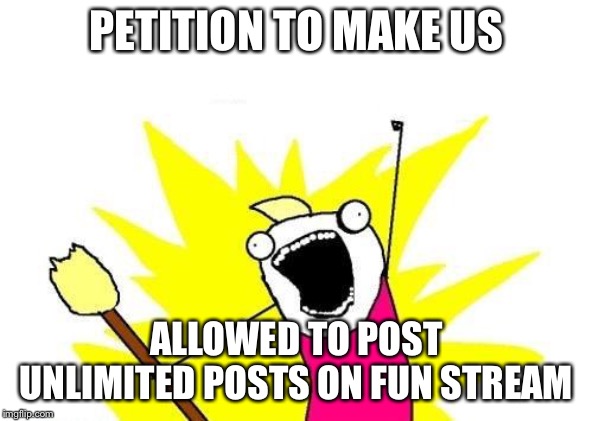 PETITION TO MAKE US
ALLOWED TO POST
UNLIMITED POSTS ON FUN STREAM
imgflip.com